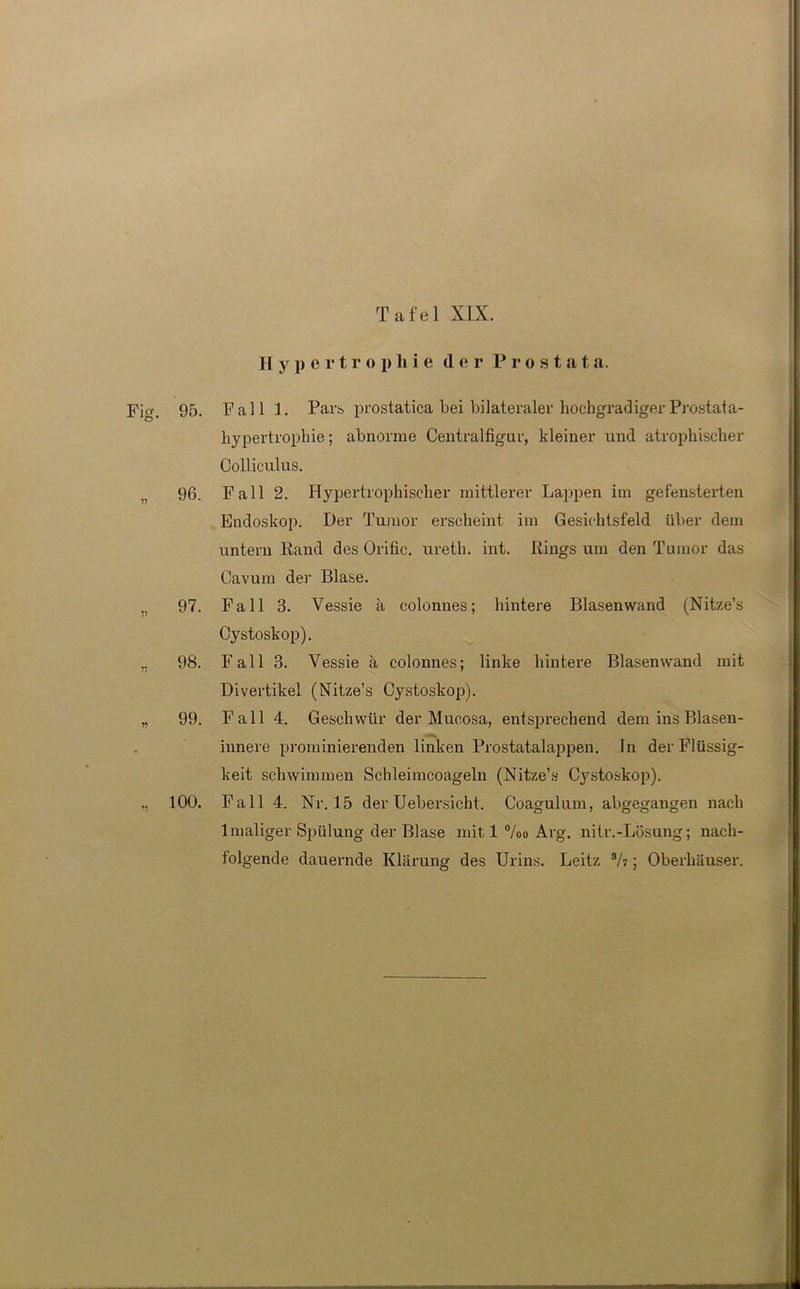 Tafel XIX.
Hypertrophie der Prostata.
Fig. 95. Fall 1. Pars prostatica bei bilateraler hochgradiger Prostata-
hypertrophie; abnorme Centralfigur, kleiner und atrophischer
Colliculus.
„ 96. Fall 2. Hypertrophischer mittlerer Lappen im gefensterten
Endoskop. Der Tumor erscheint im Gesichtsfeld über dem
untern Rand des Orific. ureth. int. Rings um den Tumor das
Cavum der Blase.
„ 97. Fall 3. Vessie à colonnes; hintere Blasenwand (Nitze's
Cystoskop).
„ 98. Fall 3. Vessie à colonnes; linke hintere Blasenwand mit
Divertikel (Nitze's Cystoskop).
„ 99. Fall 4. Geschwür der Mucosa, entsprechend dem ins Blasen-
innere prominierenden linken Prostatalappen. In der Flüssig-
keit schwimmen Schleimcoageln (Nitze's Cystoskop).
„ 100. Fall 4. Nr. 15 der Uebersicht. Coagulum, abgegangen nach
1maliger Spülung der Blase mit 1 ‰ Arg. nitr.-Lösung; nach-
folgende dauernde Klärung des Urins. Leitz ³/₇; Oberhäuser.